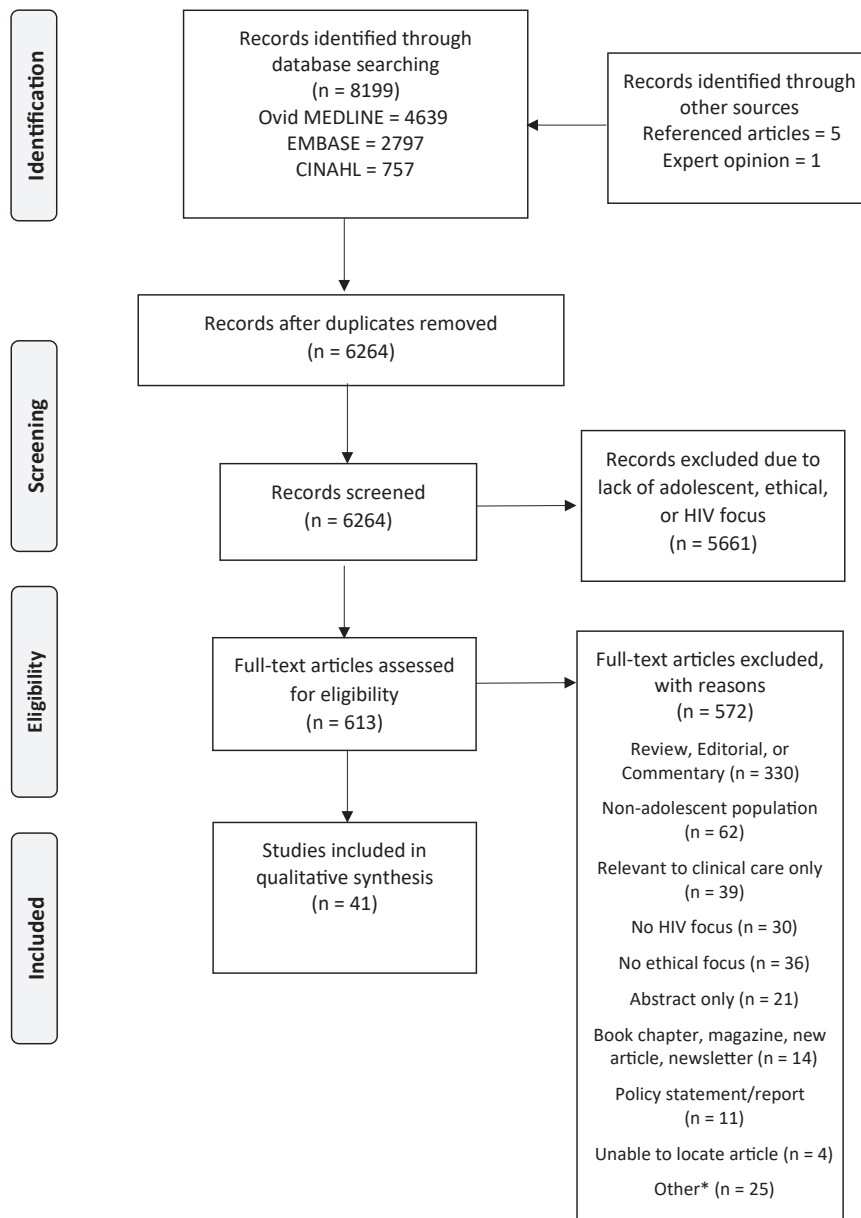 Identification
Records identified through
database searching
(n = 8199)
Ovid MEDLINE = 4639
EMBASE = 2797
CINAHL = 757
Records identified through
other sources
Referenced articles = 5
Expert opinion = 1
Screening
Records after duplicates removed
(n = 6264)
Records screened
(n = 6264)
Records excluded due to
lack of adolescent, ethical,
or HIV focus
(n = 5661)
Eligibility
Full-text articles assessed
for eligibility
(n = 613)
Full-text articles excluded,
with reasons
(n = 572)
Review, Editorial, or
Commentary (n = 330)
Non-adolescent population
(n = 62)
Relevant to clinical care only
(n = 39)
No HIV focus (n = 30)
No ethical focus (n = 36)
Abstract only (n = 21)
Book chapter, magazine, new
article, newsletter (n = 14)
Policy statement/report
(n = 11)
Unable to locate article (n = 4)
Other* (n = 25)
Included
Studies included in
qualitative synthesis
(n = 41)